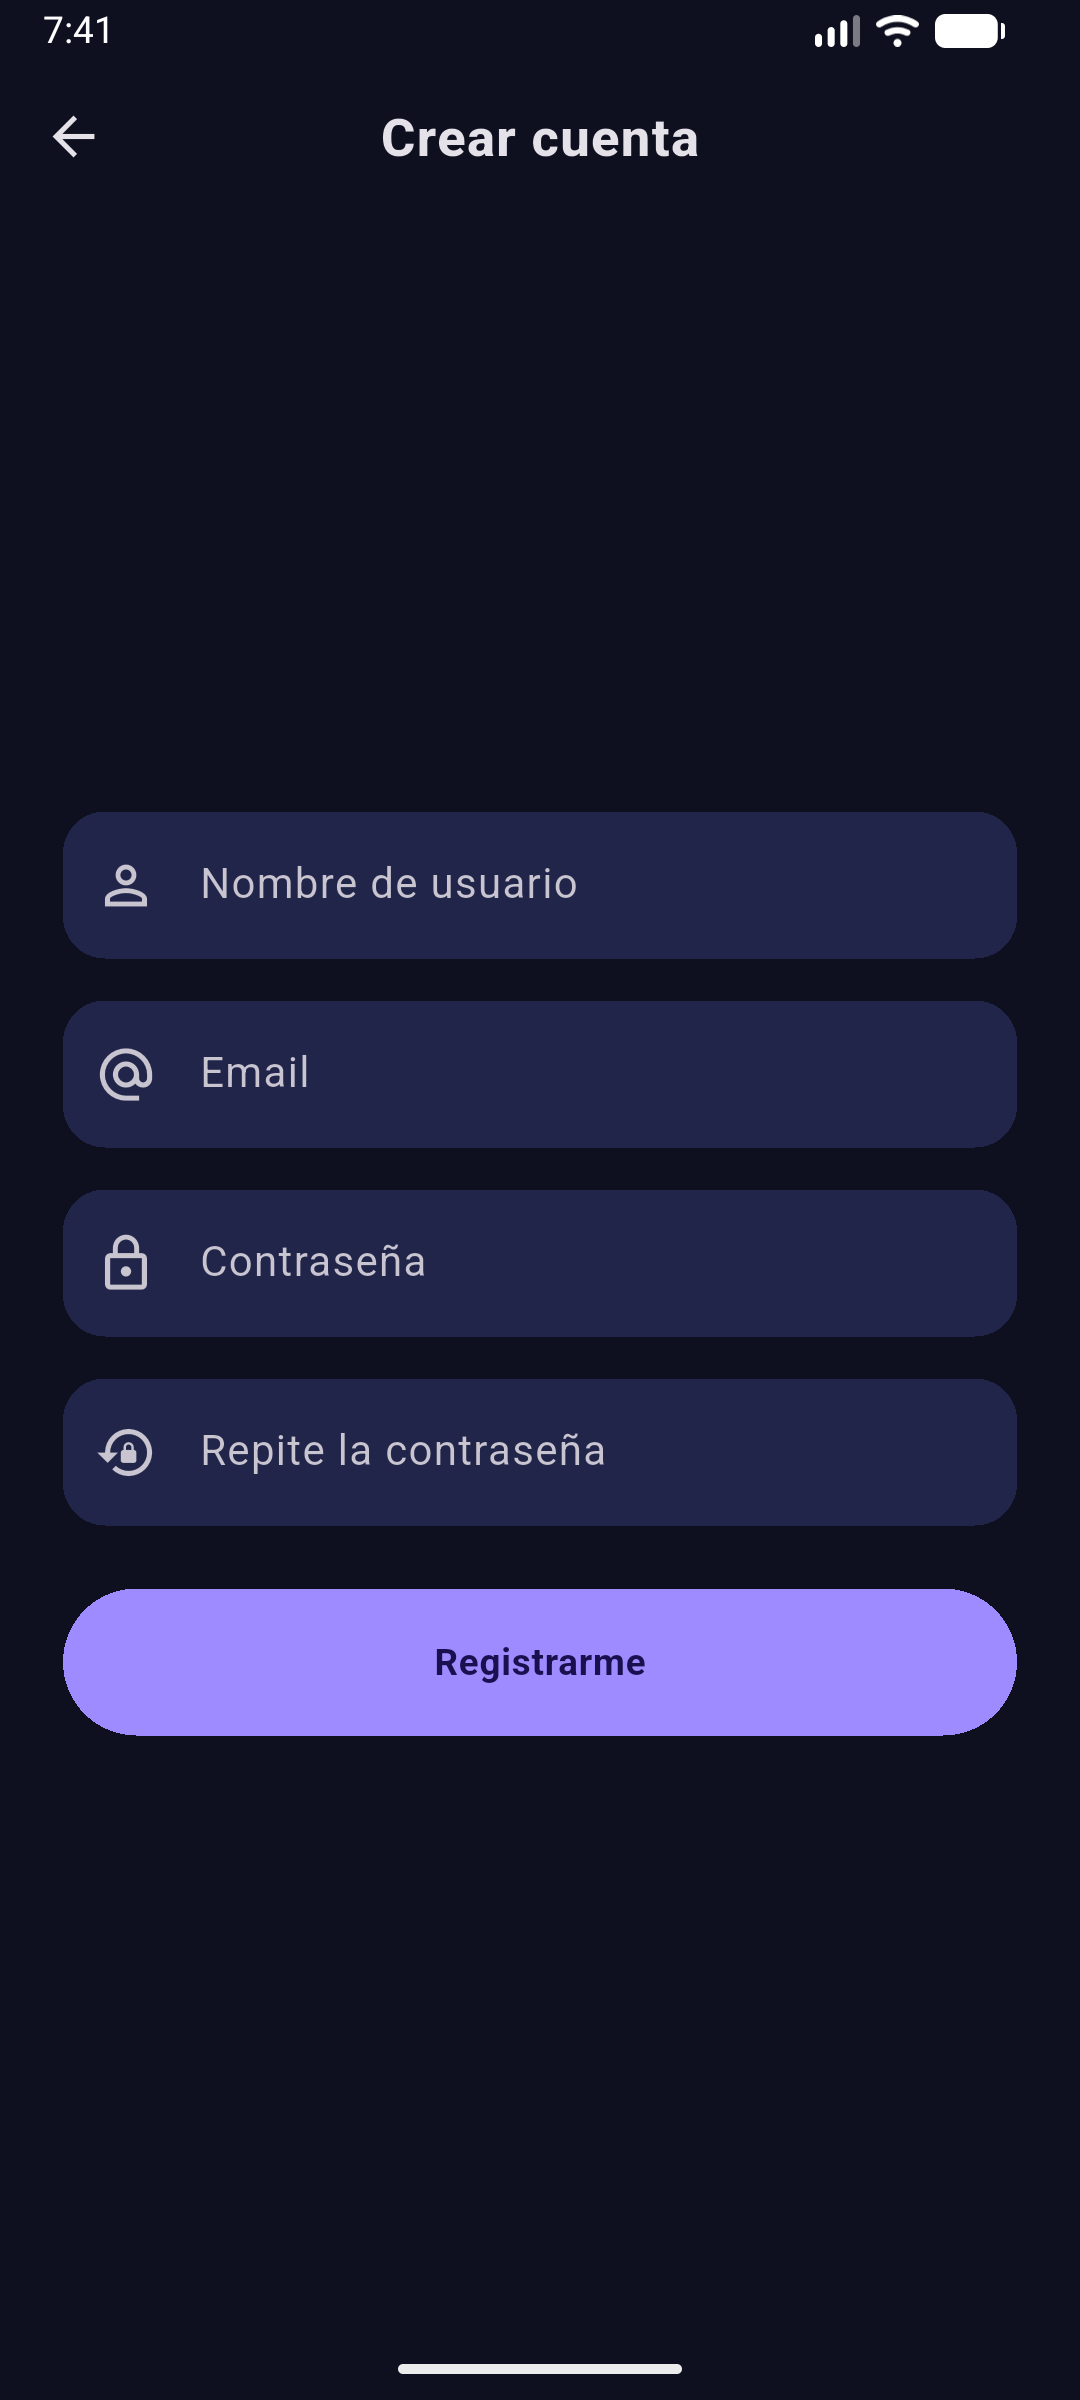 7:41
Crear cuenta
Nombre de usuario
Email
Contraseña
Repite la contraseña
Registrarme